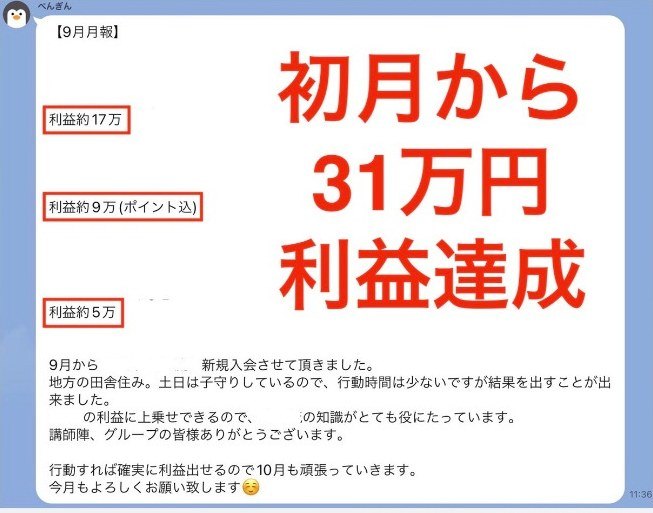 ぺんぎん
【9月月報】
初月から
利益約17万
31万円
利益約9万(ポイント込)
利益達成
利益約5万
9月から 新規入会させて頂きました。
地方の田舎住み。土日は子守りしているので、行動時間は少ないですが結果を出すことが出
来ました。
の利益に上乗せできるので、 の知識がとても役にたっています。
講師陣、グループの皆様ありがとうございます。
行動すれば確実に利益出せるので10月も頑張っていきます。
今月もよろしくお願い致します☺️
11:36